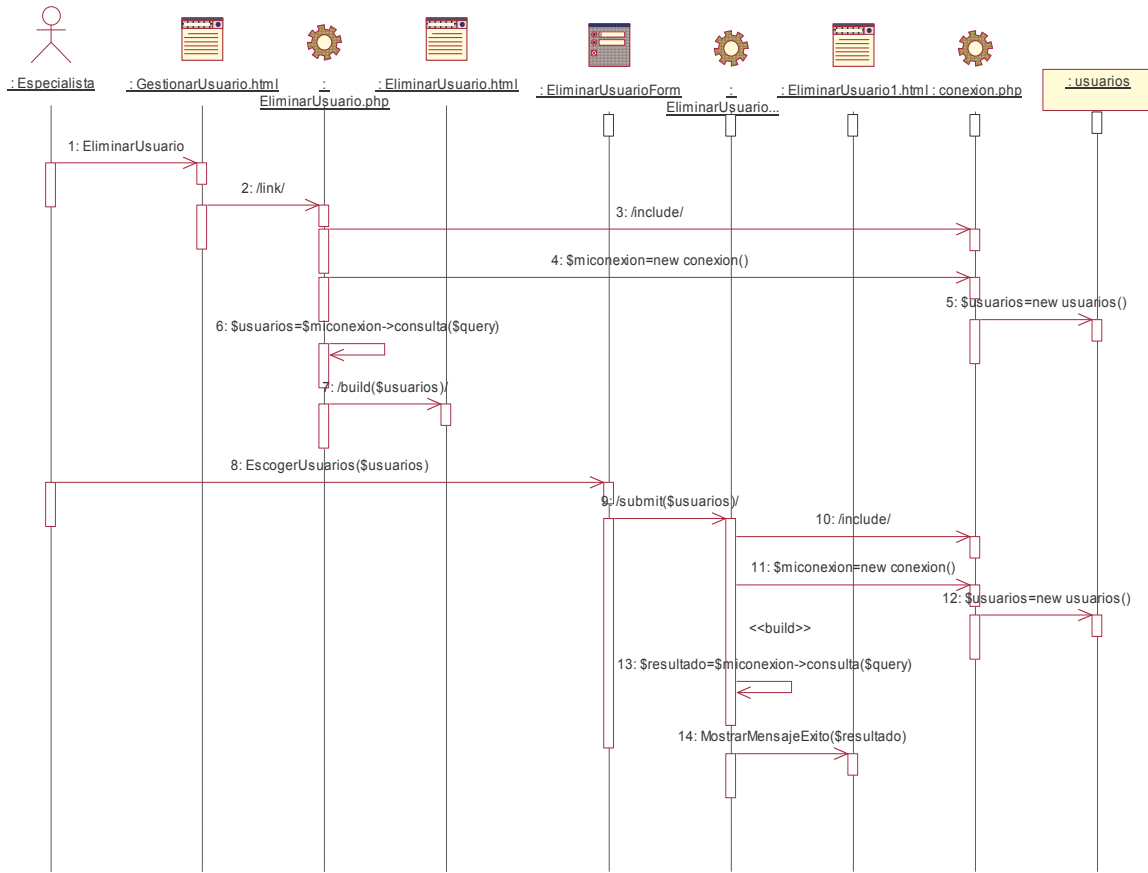 : Especialista
: GestionarUsuario.html
:
EliminarUsuario.php
: EliminarUsuario.html
: EliminarUsuarioForm
:
EliminarUsuario...
: EliminarUsuario1.html
: conexion.php
: usuarios
1: EliminarUsuario
2: /link/
3: /include/
4: $miconexion=new conexion()
5: $usuarios=new usuarios()
6: $usuarios=$miconexion->consulta($query)
7: /build($usuarios)/
8: EscogerUsuarios($usuarios)
9: /submit($usuarios)/
10: /include/
11: $miconexion=new conexion()
12: $usuarios=new usuarios()
<<build>>
13: $resultado=$miconexion->consulta($query)
14: MostrarMensajeExito($resultado)